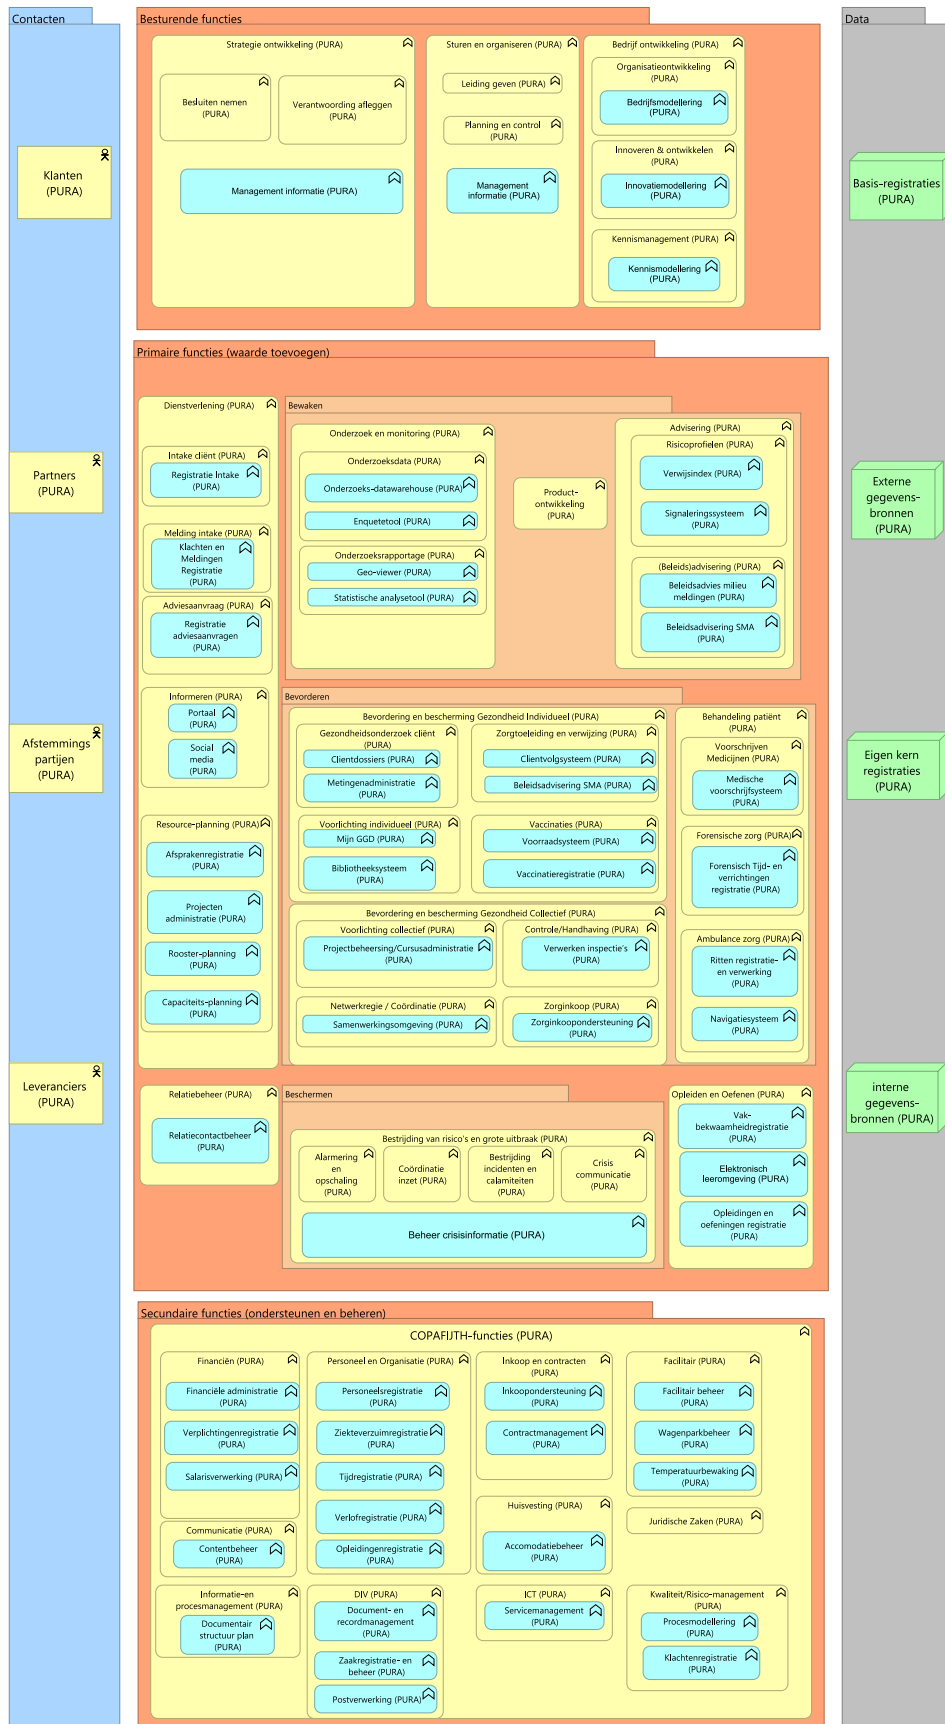 Contacten
Klanten
(PURA)
Partners
(PURA)
Afstemmings
partijen
(PURA)
Leveranciers
(PURA)
Besturende functies
Strategie ontwikkeling (PURA)
Besluiten nemen
(PURA)
Verantwoording afleggen
(PURA)
Management informatie (PURA)
Sturen en organiseren (PURA)
Leiding geven (PURA)
Planning en control
(PURA)
Management
informatie (PURA)
Bedrijf ontwikkeling (PURA)
Organisatieontwikkeling
(PURA)
Bedrijfsmodellering
(PURA)
Innoveren & ontwikkelen
(PURA)
Innovatiemodellering
(PURA)
Kennismanagement (PURA)
Kennismodellering
(PURA)
Primaire functies (waarde toevoegen)
Dienstverlening (PURA)
Intake cliënt (PURA)
Registratie Intake
(PURA)
Melding intake (PURA)
Klachten en
Meldingen
Registratie
(PURA)
Adviesaanvraag (PURA)
Registratie
adviesaanvragen
(PURA)
Informeren (PURA)
Portaal
(PURA)
Social
media
(PURA)
Resource-planning (PURA)
Afsprakenregistratie
(PURA)
Projecten
administratie (PURA)
Rooster-planning
(PURA)
Capaciteits-planning
(PURA)
Bewaken
Onderzoek en monitoring (PURA)
Onderzoeksdata (PURA)
Onderzoeks-datawarehouse (PURA)
Enquetetool (PURA)
Onderzoeksrapportage (PURA)
Geo-viewer (PURA)
Statistische analysetool (PURA)
Product-
ontwikkeling
(PURA)
Advisering (PURA)
Risicoprofielen (PURA)
Verwijsindex (PURA)
Signaleringssysteem
(PURA)
(Beleids)advisering (PURA)
Beleidsadvies milieu
meldingen (PURA)
Beleidsadvisering SMA
(PURA)
Bevorderen
Bevordering en bescherming Gezondheid Individueel (PURA)
Gezondheidsonderzoek cliënt
(PURA)
Clientdossiers (PURA)
Metingenadministratie
(PURA)
Zorgtoeleiding en verwijzing (PURA)
Clientvolgsysteem (PURA)
Beleidsadvisering SMA (PURA)
Voorlichting individueel (PURA)
Mijn GGD (PURA)
Bibliotheeksysteem
(PURA)
Vaccinaties (PURA)
Voorraadsysteem (PURA)
Vaccinatieregistratie (PURA)
Bevordering en bescherming Gezondheid Collectief (PURA)
Voorlichting collectief (PURA)
Projectbeheersing/Cursusadministratie
(PURA)
Controle/Handhaving (PURA)
Verwerken inspectie's
(PURA)
Netwerkregie / Coördinatie (PURA)
Samenwerkingsomgeving (PURA)
Zorginkoop (PURA)
Zorginkoopondersteuning
(PURA)
Behandeling patiënt
(PURA)
Voorschrijven
Medicijnen (PURA)
Medische
voorschrijfsysteem
(PURA)
Forensische zorg (PURA)
Forensisch Tijd- en
verrichtingen
registratie (PURA)
Ambulance zorg (PURA)
Ritten registratie-
en verwerking
(PURA)
Navigatiesysteem
(PURA)
Relatiebeheer (PURA)
Relatiecontactbeheer
(PURA)
Beschermen
Bestrijding van risico's en grote uitbraak (PURA)
Alarmering
en
opschaling
(PURA)
Coördinatie
inzet (PURA)
Bestrijding
incidenten en
calamiteiten
(PURA)
Crisis
communicatie
(PURA)
Beheer crisisinformatie (PURA)
Opleiden en Oefenen (PURA)
Vak-
bekwaamheidregistratie
(PURA)
Elektronisch
leeromgeving (PURA)
Opleidingen en
oefeningen registratie
(PURA)
Secundaire functies (ondersteunen en beheren)
COPAFIJTH-functies (PURA)
Financiën (PURA)
Financiële administratie
(PURA)
Verplichtingenregistratie
(PURA)
Salarisverwerking (PURA)
Communicatie (PURA)
Contentbeheer
(PURA)
Informatie-en
procesmanagement (PURA)
Documentair
structuur plan
(PURA)
Personeel en Organisatie (PURA)
Personeelsregistratie
(PURA)
Ziekteverzuimregistratie
(PURA)
Tijdregistratie (PURA)
Verlofregistratie (PURA)
Opleidingenregistratie
(PURA)
DIV (PURA)
Document- en
recordmanagement
(PURA)
Zaakregistratie- en
beheer (PURA)
Postverwerking (PURA)
Inkoop en contracten
(PURA)
Inkoopondersteuning
(PURA)
Contractmanagement
(PURA)
Huisvesting (PURA)
Accomodatiebeheer
(PURA)
ICT (PURA)
Servicemanagement
(PURA)
Facilitair (PURA)
Facilitair beheer
(PURA)
Wagenparkbeheer
(PURA)
Temperatuurbewaking
(PURA)
Juridische Zaken (PURA)
Kwaliteit/Risico-management
(PURA)
Procesmodellering
(PURA)
Klachtenregistratie
(PURA)
Data
Basis-registraties
(PURA)
Externe
gegevens-
bronnen
(PURA)
Eigen kern
registraties
(PURA)
interne
gegevens-
bronnen (PURA)